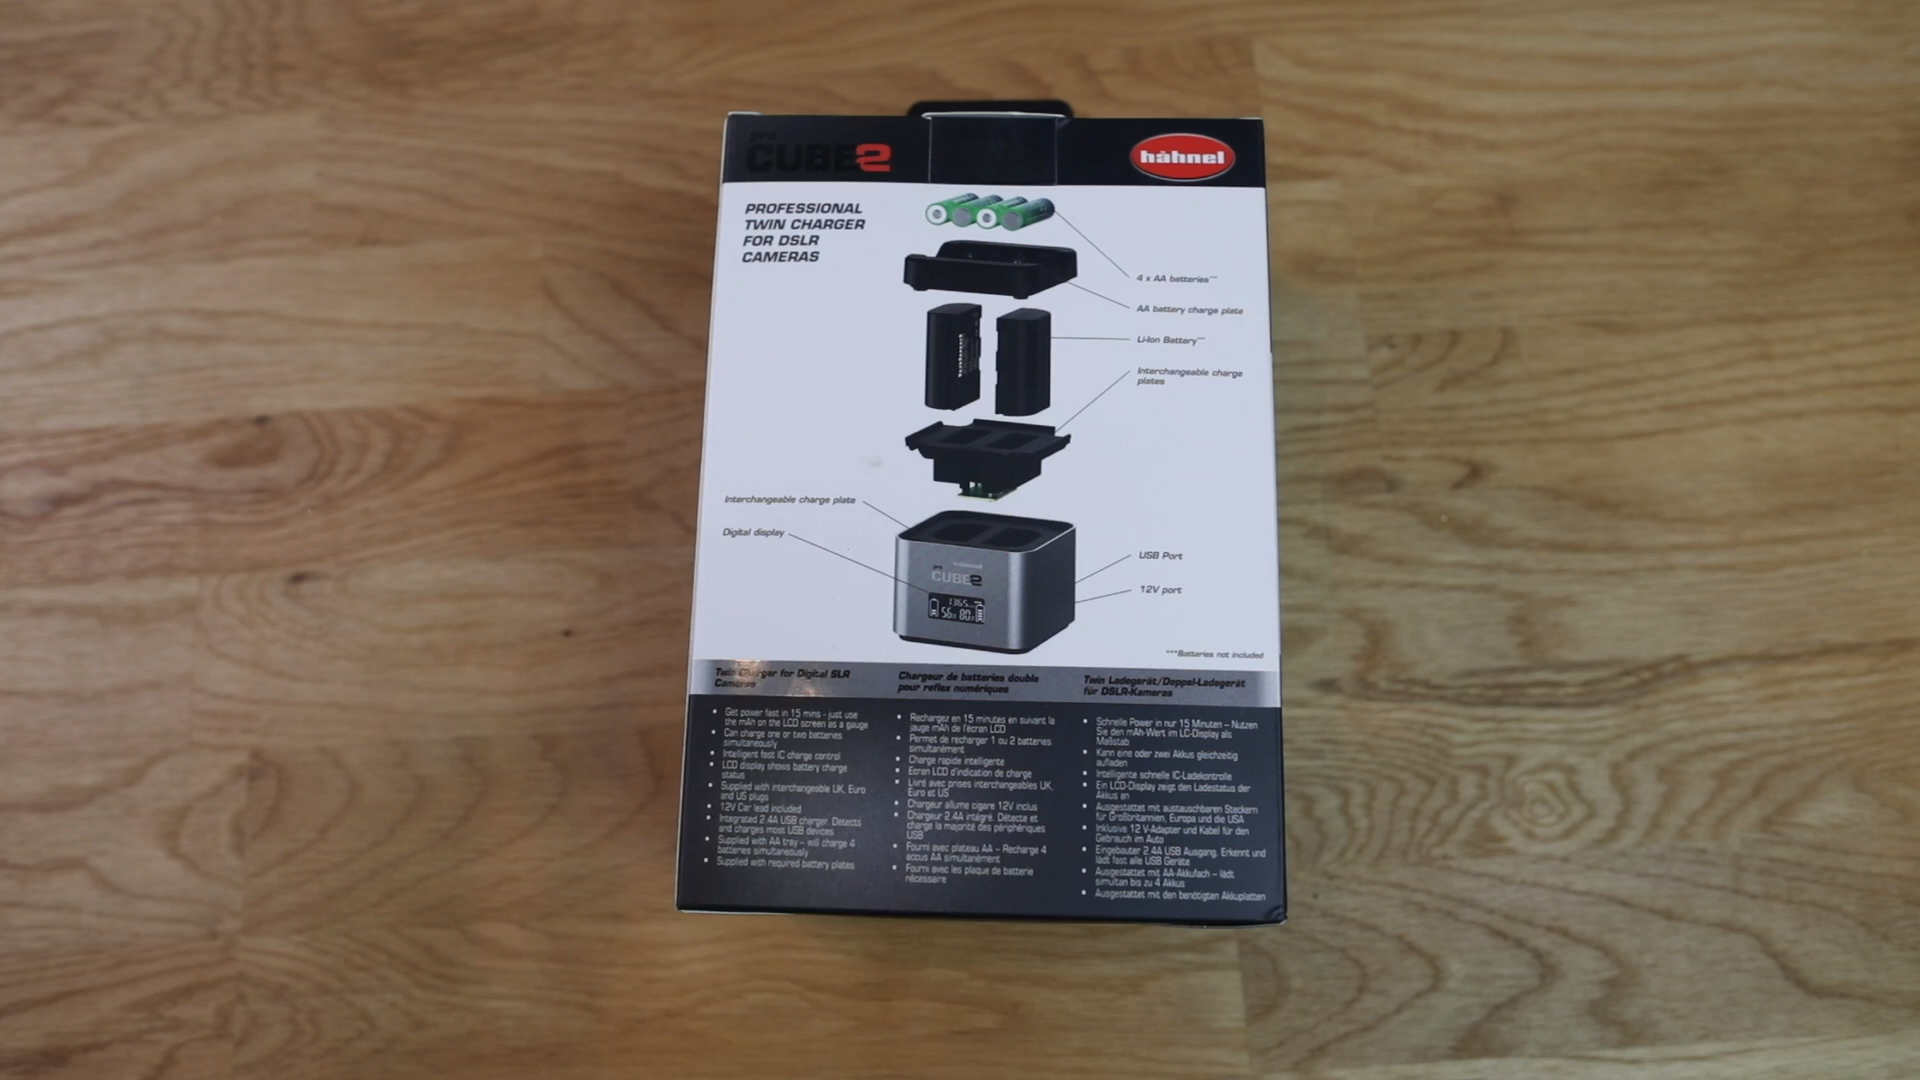 pro
CUBE2
hähnel
PROFESSIONAL
TWIN CHARGER
FOR DSLR
CAMERAS
4 x AA batteries***
AA battery charge plate
Li-Ion Battery***
Interchangeable charge
plates
hähnel
Interchangeable charge plate
Digital display
hähnel
pro
CUBE2
1365
56% 80%
USB Port
12V port
***Batteries not included
Twin Charger for Digital SLR
Cameras
• Get power fast in 15 mins - just use
the mAh on the LCD screen as a gauge
• Can charge one or two batteries
simultaneously
• Intelligent fast IC charge control
• LCD display shows battery charge
status
• Supplied with interchangeable UK, Euro
and US plugs
• 12V Car lead included
• Integrated 2.4A USB charger. Detects
and charges most USB devices
• Supplied with AA tray – will charge 4
batteries simultaneously
• Supplied with required battery plates
Chargeur de batteries double
pour reflex numériques
• Rechargez en 15 minutes en suivant la
jauge mAh de l'écran LCD
• Permet de recharger 1 ou 2 batteries
simultanément
• Charge rapide intelligente
• Ecran LCD d'indication de charge
• Livré avec prises interchangeables UK,
Euro et US
• Chargeur allume cigare 12V inclus
• Chargeur 2.4A intégré. Détecte et
charge la majorité des périphériques
USB
• Fourni avec plateau AA – Recharge 4
accus AA simultanément
• Fourni avec les plaque de batterie
nécessaire
Twin Ladegerät/Doppel-Ladegerät
für DSLR-Kameras
• Schnelle Power in nur 15 Minuten – Nutzen
Sie den mAh-Wert im LC-Display als
Maßstab
• Kann eine oder zwei Akkus gleichzeitig
aufladen
• Intelligente schnelle IC-Ladekontrolle
• Ein LCD-Display zeigt den Ladestatus der
Akkus an
• Ausgestattet mit austauschbaren Steckern
für Großbritannien, Europa und die USA
• Inklusive 12 V-Adapter und Kabel für den
Gebrauch im Auto
• Eingebauter 2.4A USB Ausgang. Erkennt und
lädt fast alle USB Geräte
• Ausgestattet mit AA-Akkufach – lädt
simultan bis zu 4 Akkus
• Ausgestattet mit den benötigten Akkuplatten